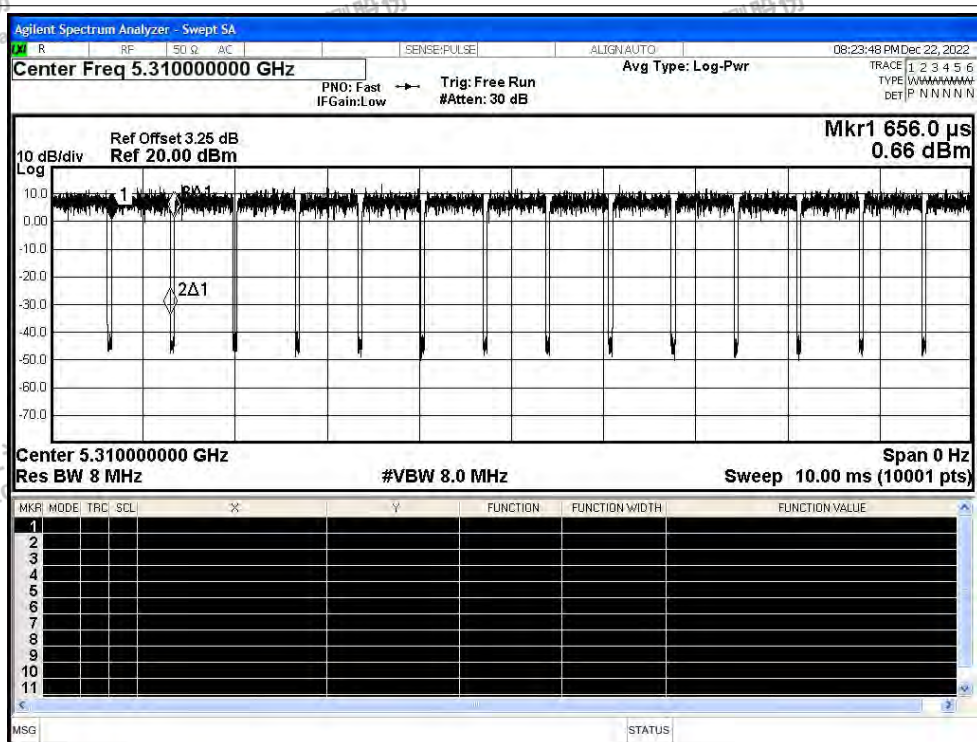 Agilent Spectrum Analyzer - Swept SA
R RF 50 Ω AC SENSE:PULSE ALIGN AUTO 08:23:48 PM Dec 22, 2022
Center Freq 5.310000000 GHz
Avg Type: Log-Pwr
TRACE 1 2 3 4 5 6
PNO: Fast Trig: Free Run
TYPE
IFGain:Low #Atten: 30 dB
DET P N N N N N
Mkr1 656.0 µs
Ref Offset 3.25 dB
10 dB/div Ref 20.00 dBm 0.66 dBm
Log
10.0
1
0.00
-10.0
-20.0
2Δ1
-30.0
-40.0
-50.0
-60.0
-70.0
Center 5.310000000 GHz Span 0 Hz
Res BW 8 MHz #VBW 8.0 MHz Sweep 10.00 ms (10001 pts)
MKR MODE TRC SCL X Y FUNCTION FUNCTION WIDTH FUNCTION VALUE
1
2
3
4
5
6
7
8
9
10
11
MSG STATUS